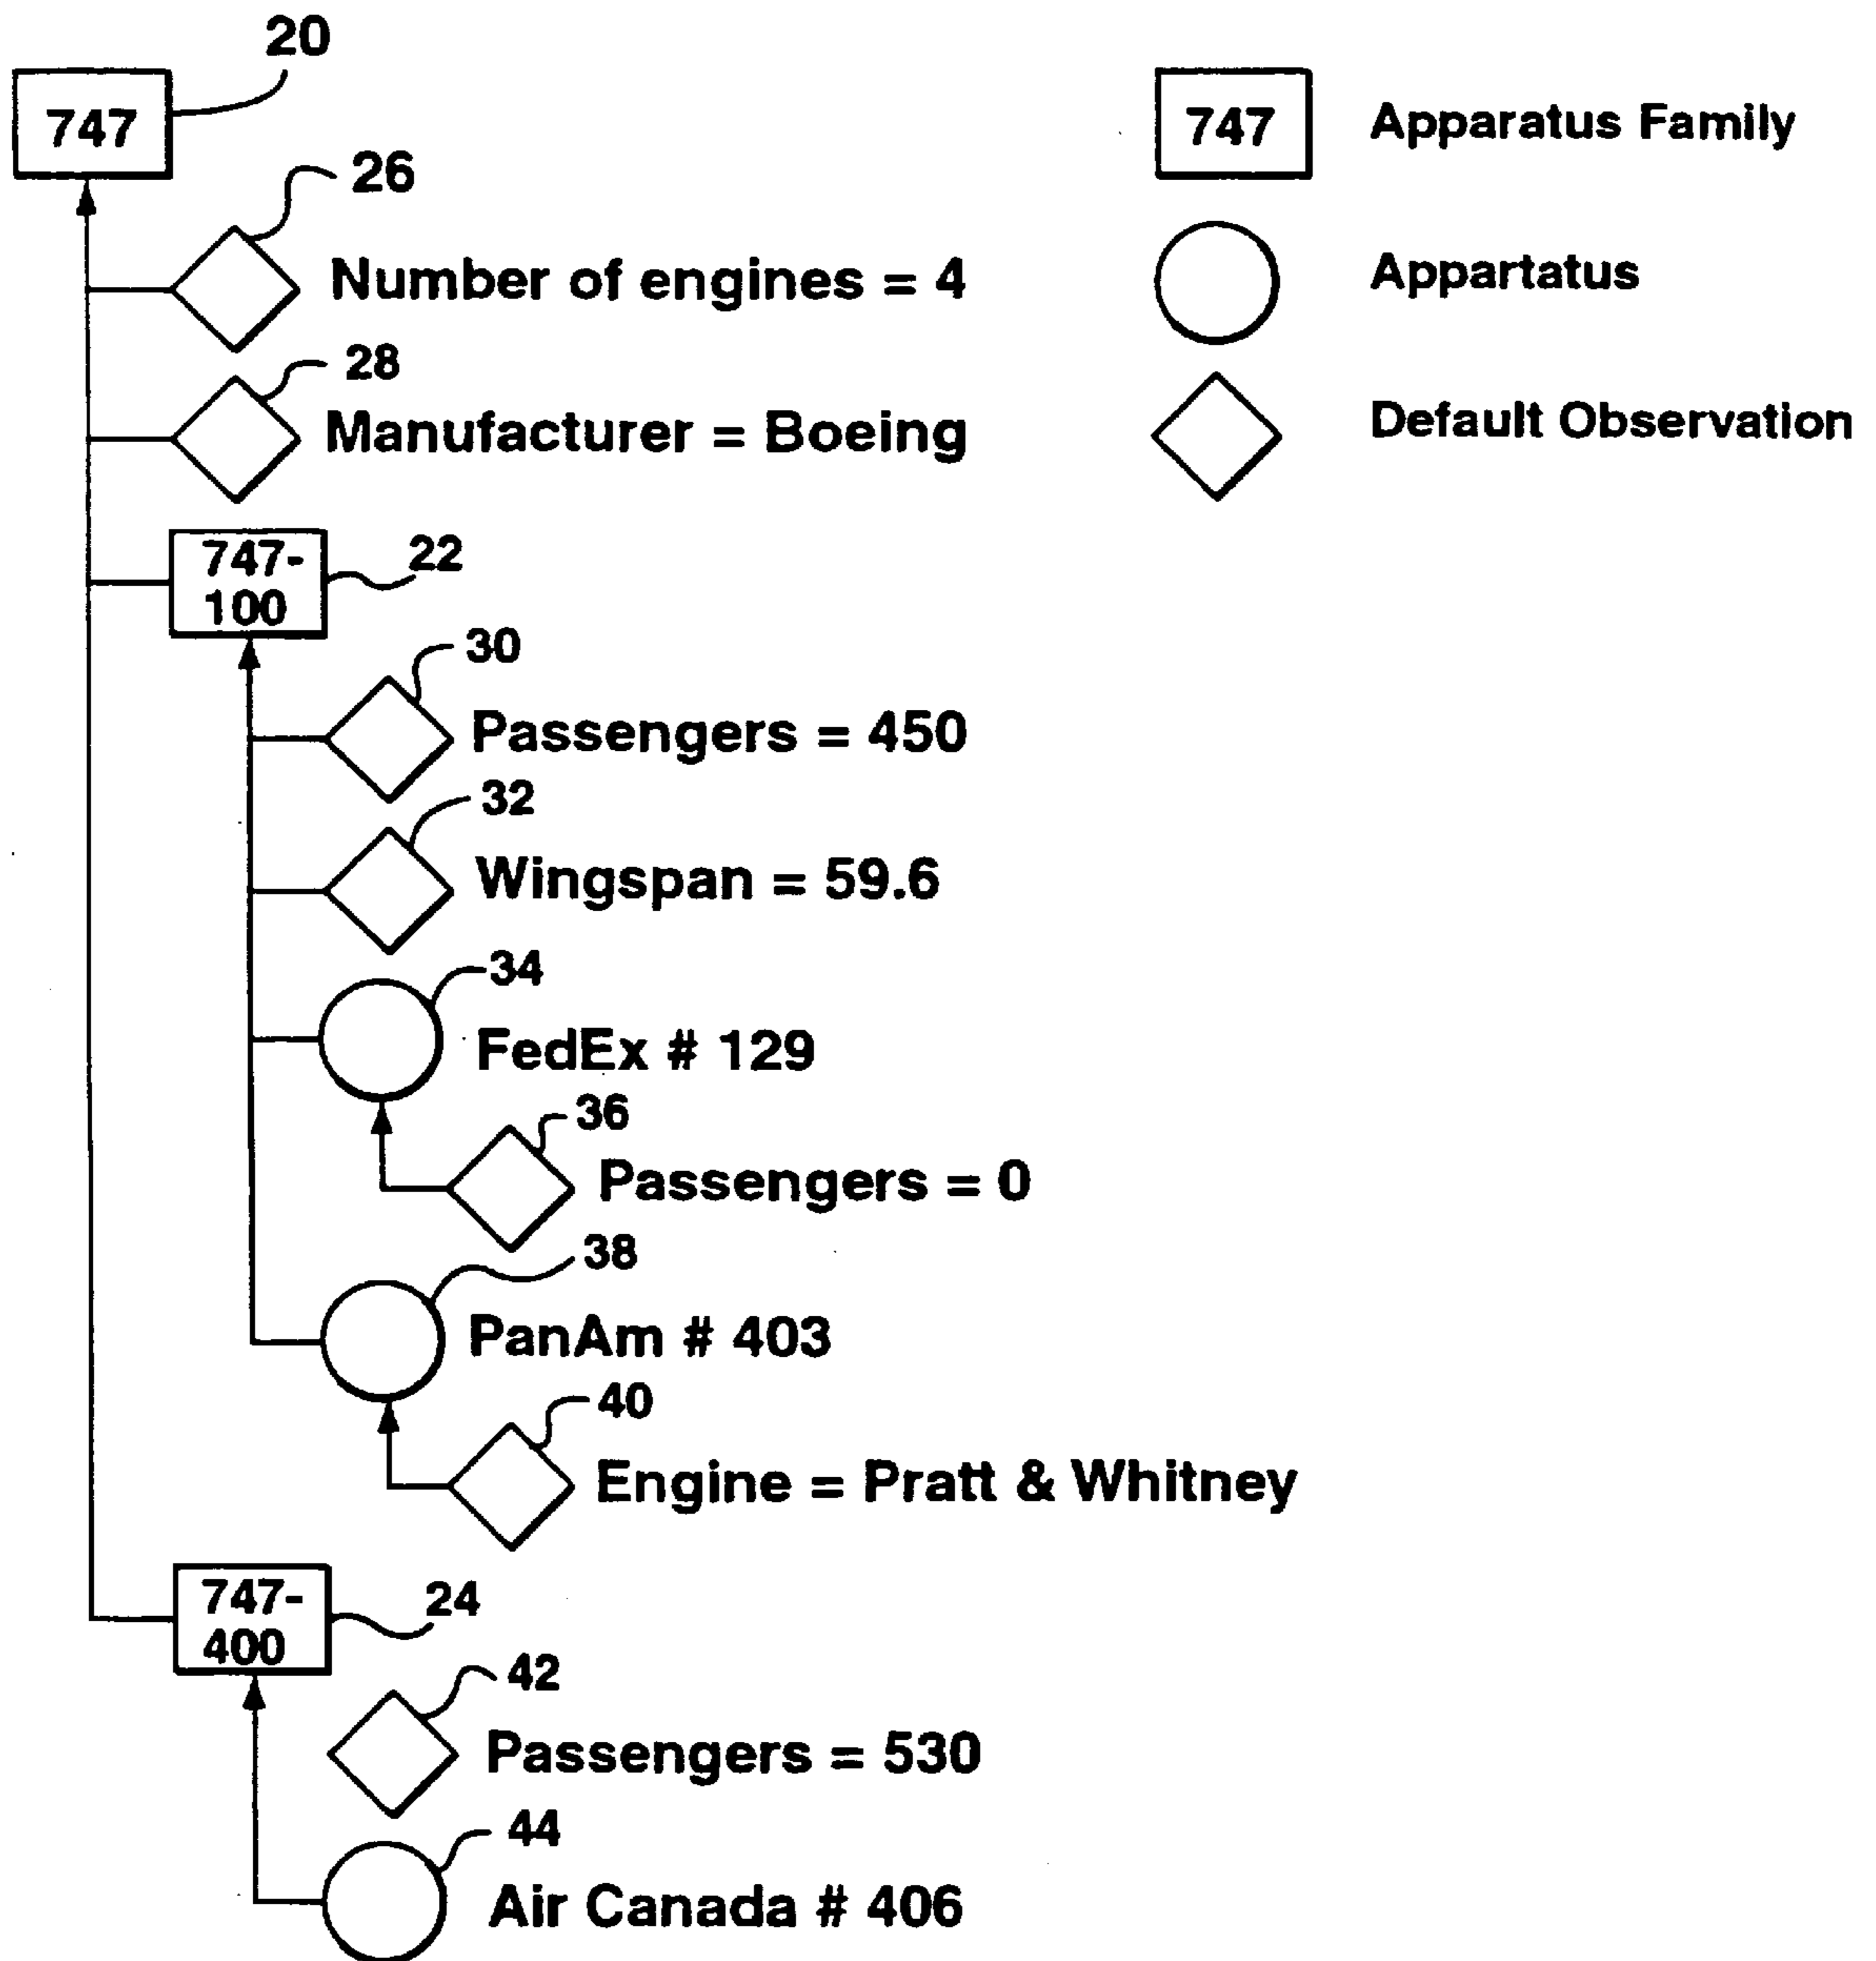 20
747
26
Number of engines = 4
28
Manufacturer = Boeing
747-
100
22
30
Passengers = 450
32
Wingspan = 59.6
34
FedEx # 129
36
Passengers = 0
38
PanAm # 403
40
Engine = Pratt & Whitney
747-
400
24
42
Passengers = 530
44
Air Canada # 406
747
Apparatus Family
Appartatus
Default Observation